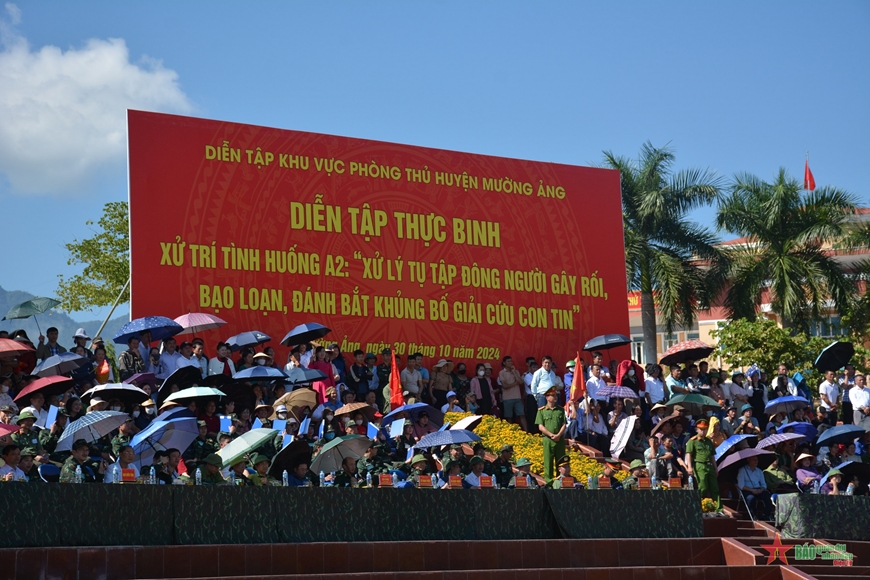 DIỄN TẬP KHU VỰC PHÒNG THỦ HUYỆN MƯỜNG ẢNG
DIỄN TẬP THỰC BINH
XỬ TRÍ TÌNH HUỐNG A2: “XỬ LÝ TỤ TẬP ĐÔNG NGƯỜI GÂY RỐI,
BẠO LOẠN, ĐÁNH BẮT KHỦNG BỐ GIẢI CỨU CON TIN”
Ảng, ngày 30 tháng 10 năm 2024
BÁO